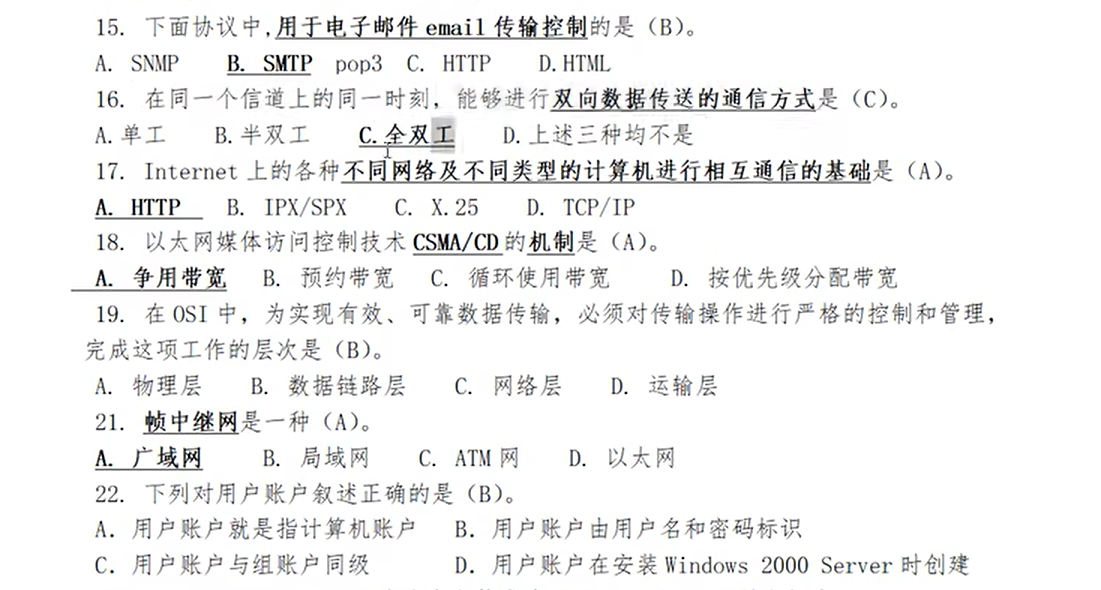 15. 下面协议中,用于电子邮件 email 传输控制的是（B）。
A. SNMP B. SMTP pop3 C. HTTP D.HTML
16. 在同一个信道上的同一时刻，能够进行双向数据传送的通信方式是（C）。
A.单工 B.半双工 C.全双工 D.上述三种均不是
17. Internet 上的各种不同网络及不同类型的计算机进行相互通信的基础是（A）。
A. HTTP B. IPX/SPX C. X.25 D. TCP/IP
18. 以太网媒体访问控制技术 CSMA/CD 的机制是（A）。
A. 争用带宽 B. 预约带宽 C. 循环使用带宽 D. 按优先级分配带宽
19. 在 OSI 中，为实现有效、可靠数据传输，必须对传输操作进行严格的控制和管理，
完成这项工作的层次是（B）。
A. 物理层 B. 数据链路层 C. 网络层 D. 运输层
21. 帧中继网是一种（A）。
A. 广域网 B. 局域网 C. ATM 网 D. 以太网
22. 下列对用户账户叙述正确的是（B）。
A. 用户账户就是指计算机账户 B. 用户账户由用户名和密码标识
C. 用户账户与组账户同级 D. 用户账户在安装 Windows 2000 Server 时创建